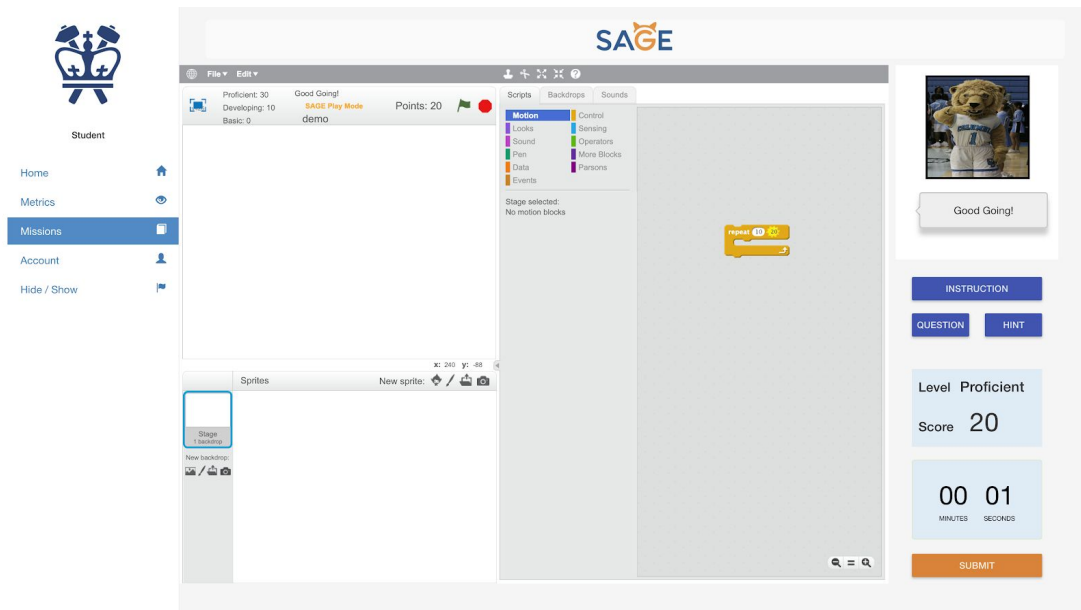 SAGE
Student
Home
Metrics
Missions
Account
Hide / Show
File Edit
Proficient: 30
Developing: 10
Basic: 0
Good Going!
SAGE Play Mode
demo
Points: 20
x: 240 y: -88
Sprites
New sprite:
Stage
1 backdrop
New backdrop:
Scripts Backdrops Sounds
Motion
Looks
Sound
Pen
Data
Events
Control
Sensing
Operators
More Blocks
Parsons
Stage selected:
No motion blocks
repeat 10 20
Good Going!
INSTRUCTION
QUESTION HINT
Level Proficient
Score 20
00 01
MINUTES SECONDS
SUBMIT